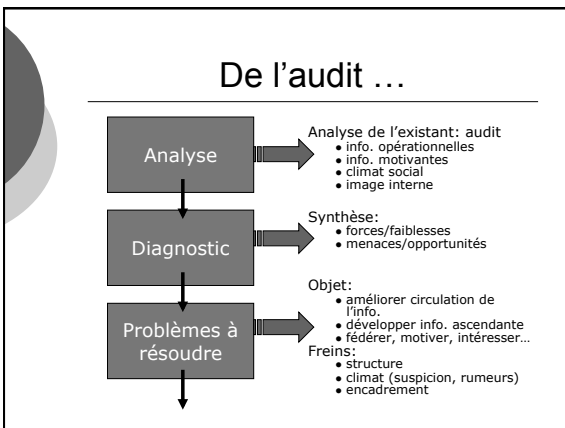 De l'audit …
Analyse
Analyse de l'existant: audit
● info. opérationnelles
● info. motivantes
● climat social
● image interne
Diagnostic
Synthèse:
● forces/faiblesses
● menaces/opportunités
Problèmes à
résoudre
Objet:
● améliorer circulation de
l'info.
● développer info. ascendante
● fédérer, motiver, intéresser…
Freins:
● structure
● climat (suspicion, rumeurs)
● encadrement